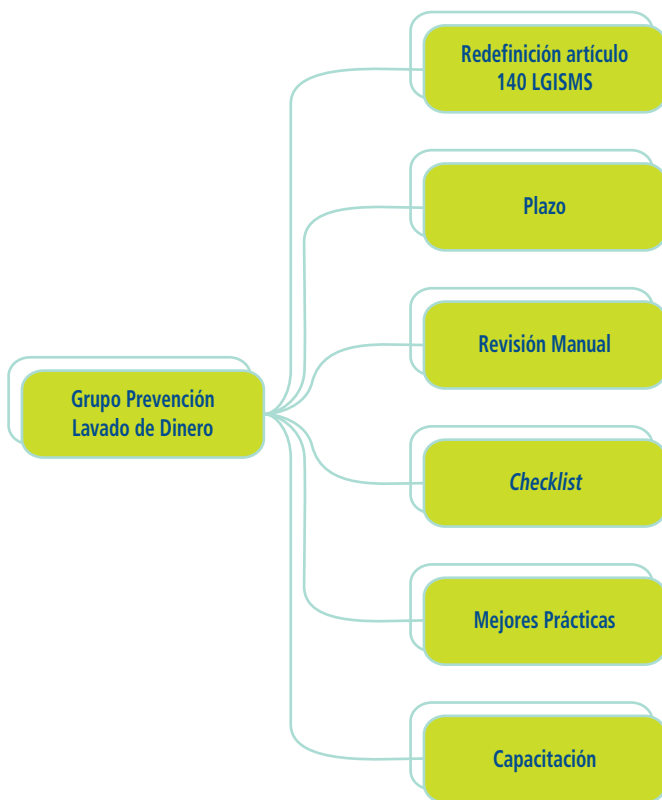 Redefinición artículo
140 LGISMS
Plazo
Revisión Manual
Grupo Prevención
Lavado de Dinero
Checklist
Mejores Prácticas
Capacitación